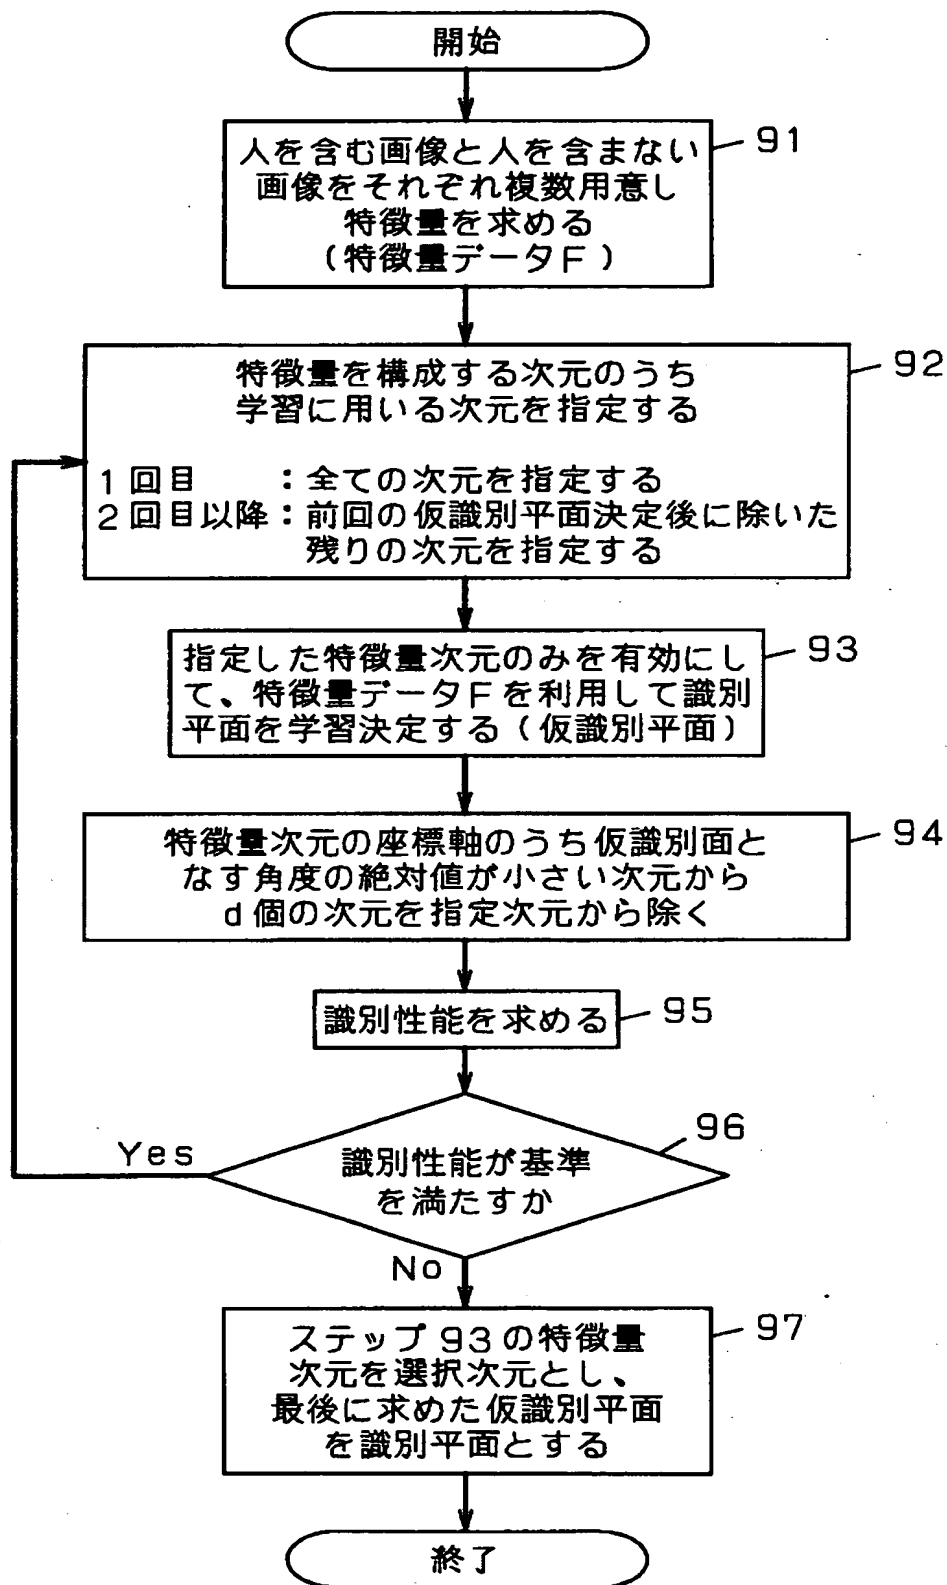 開始
91
人を含む画像と人を含まない
画像をそれぞれ複数用意し
特徴量を求める
(特徴量データF)
92
特徴量を構成する次元のうち
学習に用いる次元を指定する
1回目 :全ての次元を指定する
2回目以降:前回の仮識別平面決定後に除いた
残りの次元を指定する
93
指定した特徴量次元のみを有効にし
て、特徴量データFを利用して識別
平面を学習決定する(仮識別平面)
94
特徴量次元の座標軸のうち仮識別面と
なす角度の絶対値が小さい次元から
d個の次元を指定次元から除く
95
識別性能を求める
96
Yes
識別性能が基準
を満たすか
No
97
ステップ93の特徴量
次元を選択次元とし、
最後に求めた仮識別平面
を識別平面とする
終了